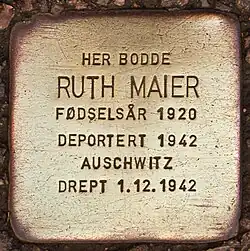 HER BODDE
RUTH MAIER
FØDSELSÅR 1920
DEPORTERT 1942
AUSCHWITZ
DREPT 1.12.1942